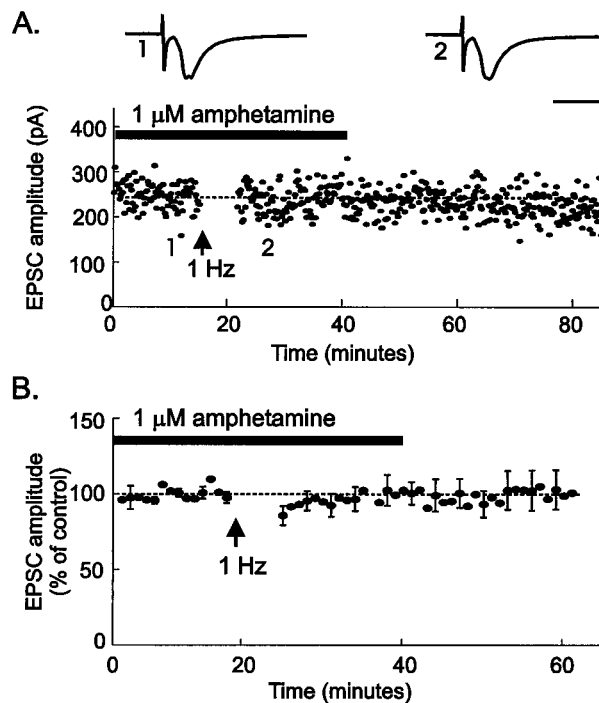 A.
1
2
1 μM amphetamine
EPSC amplitude (pA)
400
300
200
100
0
1
1 Hz
2
0
20
40
60
80
Time (minutes)
B.
1 μM amphetamine
EPSC amplitude
(% of control)
150
100
50
0
1 Hz
0
20
40
60
Time (minutes)